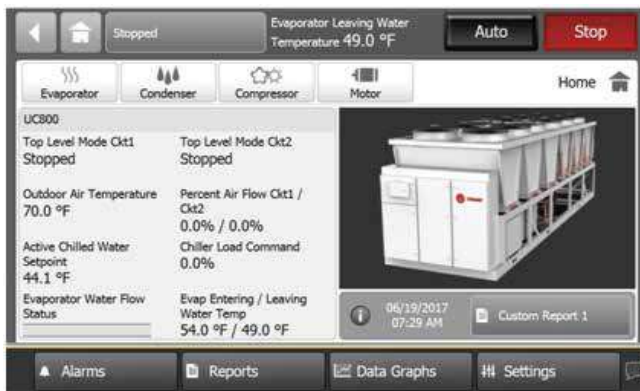 Stopped
Evaporator Leaving Water
Temperature 49.0 °F
Auto
Stop
Evaporator
Condenser
Compressor
Motor
Home
UC800
Top Level Mode Ckt1
Stopped
Top Level Mode Ckt2
Stopped
Outdoor Air Temperature
70.0 °F
Percent Air Flow Ckt1 /
Ckt2
0.0% / 0.0%
Active Chilled Water
Setpoint
44.1 °F
Chiller Load Command
0.0%
Evaporator Water Flow
Status
Evap Entering / Leaving
Water Temp
54.0 °F / 49.0 °F
06/19/2017
07:29 AM
Custom Report 1
Alarms
Reports
Data Graphs
Settings